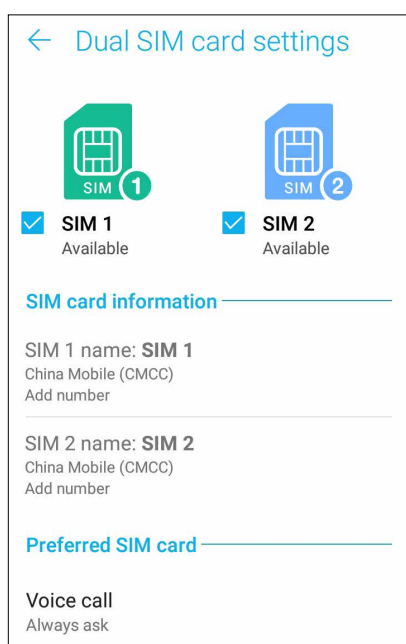 Dual SIM card settings
SIM 1
SIM 2
SIM 1
SIM 2
Available
Available
SIM card information
SIM 1 name: SIM 1
China Mobile (CMCC)
Add number
SIM 2 name: SIM 2
China Mobile (CMCC)
Add number
Preferred SIM card
Voice call
Always ask